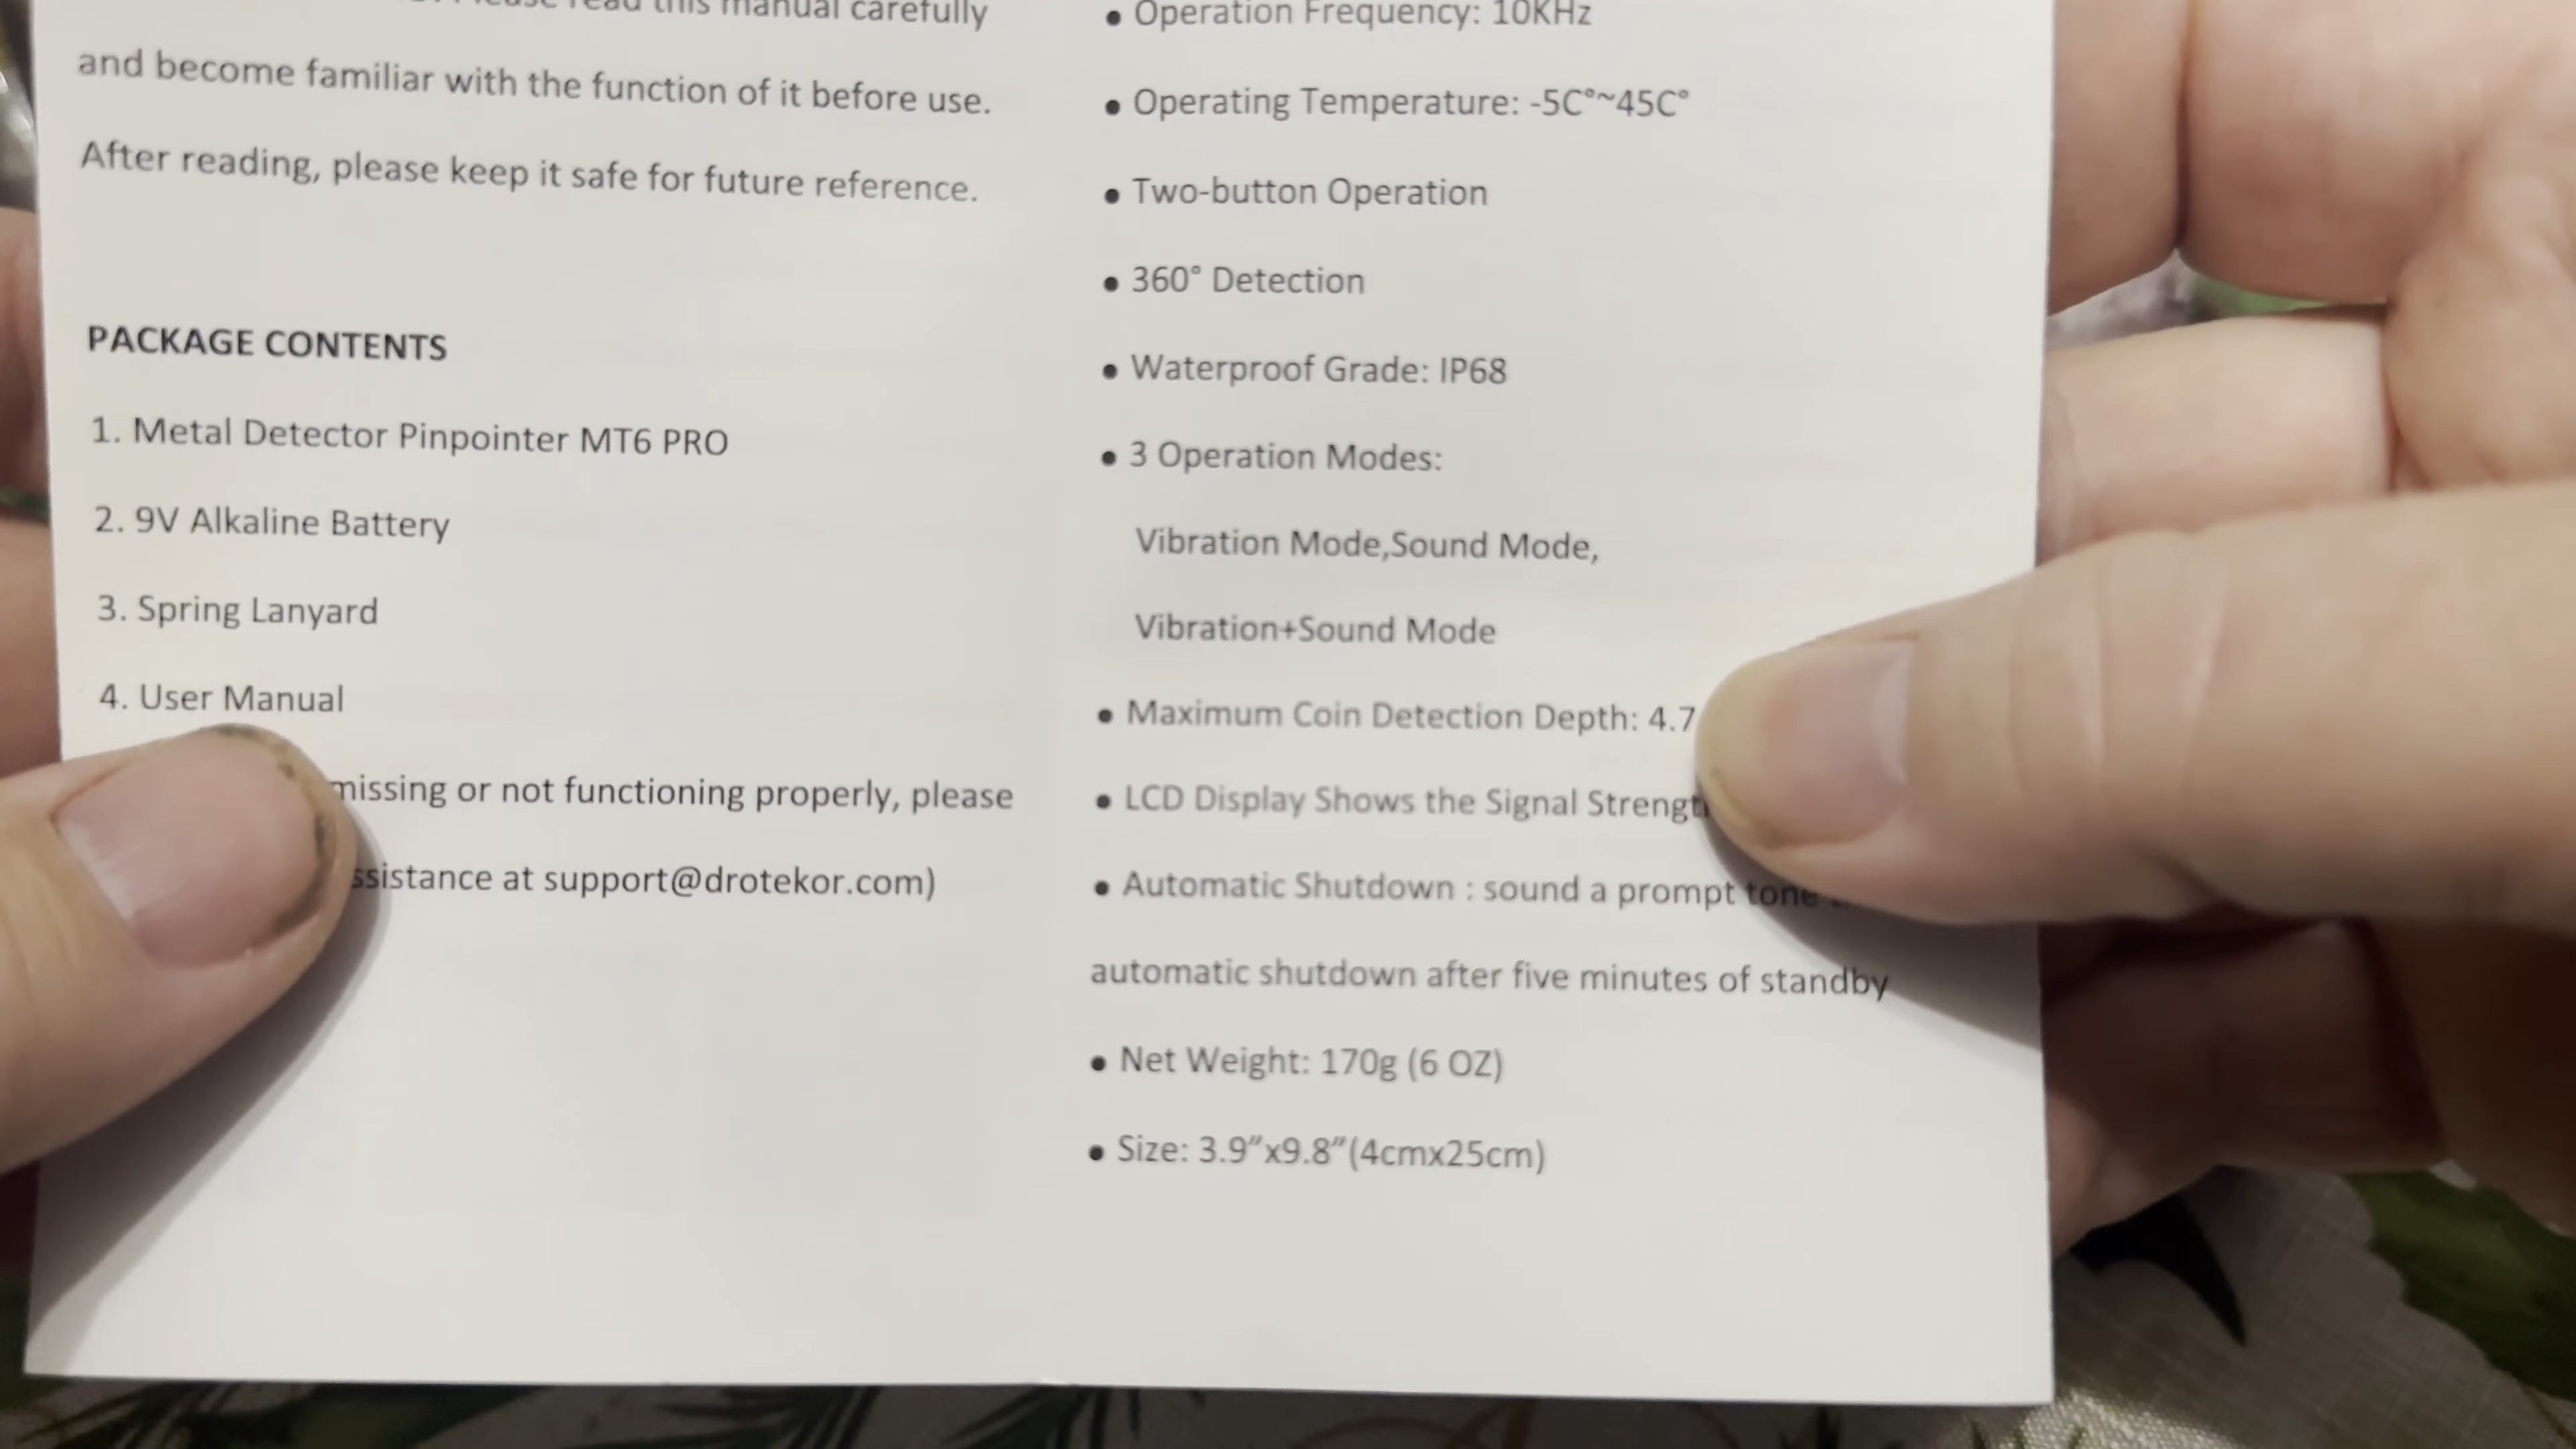 read this manual carefully
and become familiar with the function of it before use.
After reading, please keep it safe for future reference.
PACKAGE CONTENTS
1. Metal Detector Pinpointer MT6 PRO
2. 9V Alkaline Battery
3. Spring Lanyard
4. User Manual
missing or not functioning properly, please
at support@drotekor.com)
● Operation Frequency: 10KHz
● Operating Temperature: -5C°~45C°
● Two-button Operation
● 360° Detection
● Waterproof Grade: IP68
● 3 Operation Modes:
Vibration Mode,Sound Mode,
Vibration+Sound Mode
● Maximum Coin Detection Depth: 4.7
● LCD Display Shows the Signal Strength
● Automatic Shutdown : sound a prompt tone
automatic shutdown after five minutes of standby
● Net Weight: 170g (6 OZ)
● Size: 3.9″x9.8″(4cmx25cm)